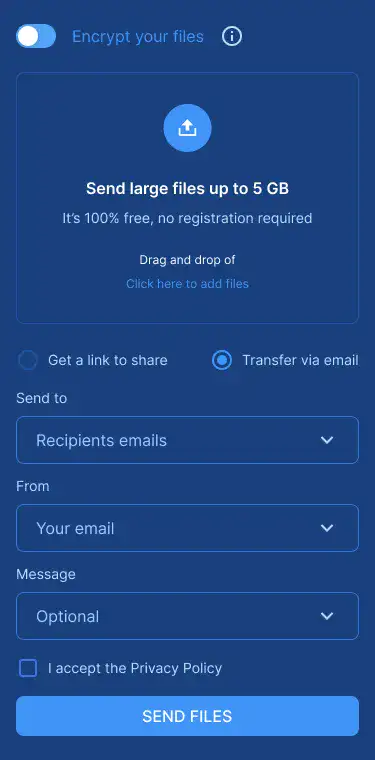 Encrypt your files
Send large files up to 5 GB
It's 100% free, no registration required
Drag and drop of
Click here to add files
Get a link to share
Transfer via email
Send to
Recipients emails
From
Your email
Message
Optional
I accept the Privacy Policy
SEND FILES